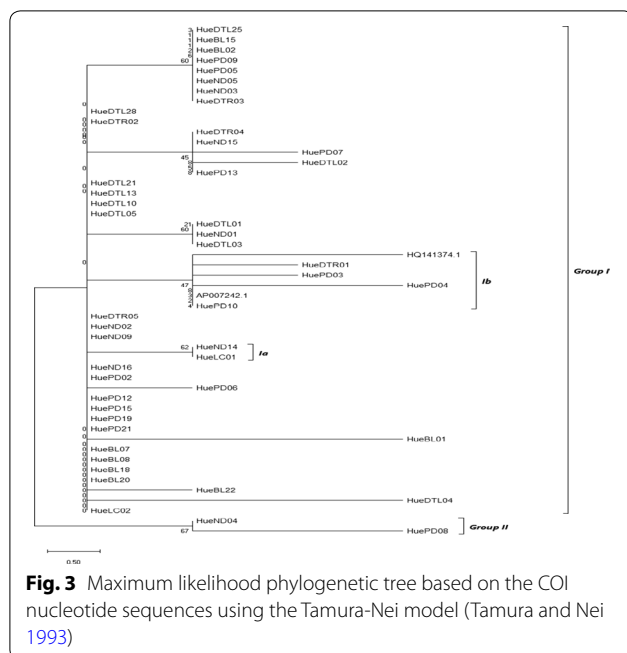 HueDTL25
HueBL15
HueBL02
HuePD09
60
HuePD05
HueND05
HueND03
HueDTR03
HueDTL28
HueDTR02
HueDTR04
HueND15
HuePD07
45
HueDTL02
HuePD13
HueDTL21
HueDTL13
HueDTL10
HueDTL05
21 HueDTL01
60 HueND01
HueDTL03
HQ141374.1
HueDTR01
Group I
HuePD03
Ib
47
HuePD04
AP007242.1
4 HuePD10
HueDTR05
HueND02
HueND09
62 HueND14
Ia
HueLC01
HueND16
HuePD02
HuePD06
HuePD12
HuePD15
HuePD19
HuePD21
HueBL01
HueBL07
HueBL08
HueBL18
HueBL20
HueBL22
HueDTL04
HueLC02
HueND04
Group II
67 HuePD08
0.50
Fig. 3 Maximum likelihood phylogenetic tree based on the COI
nucleotide sequences using the Tamura-Nei model (Tamura and Nei
1993)